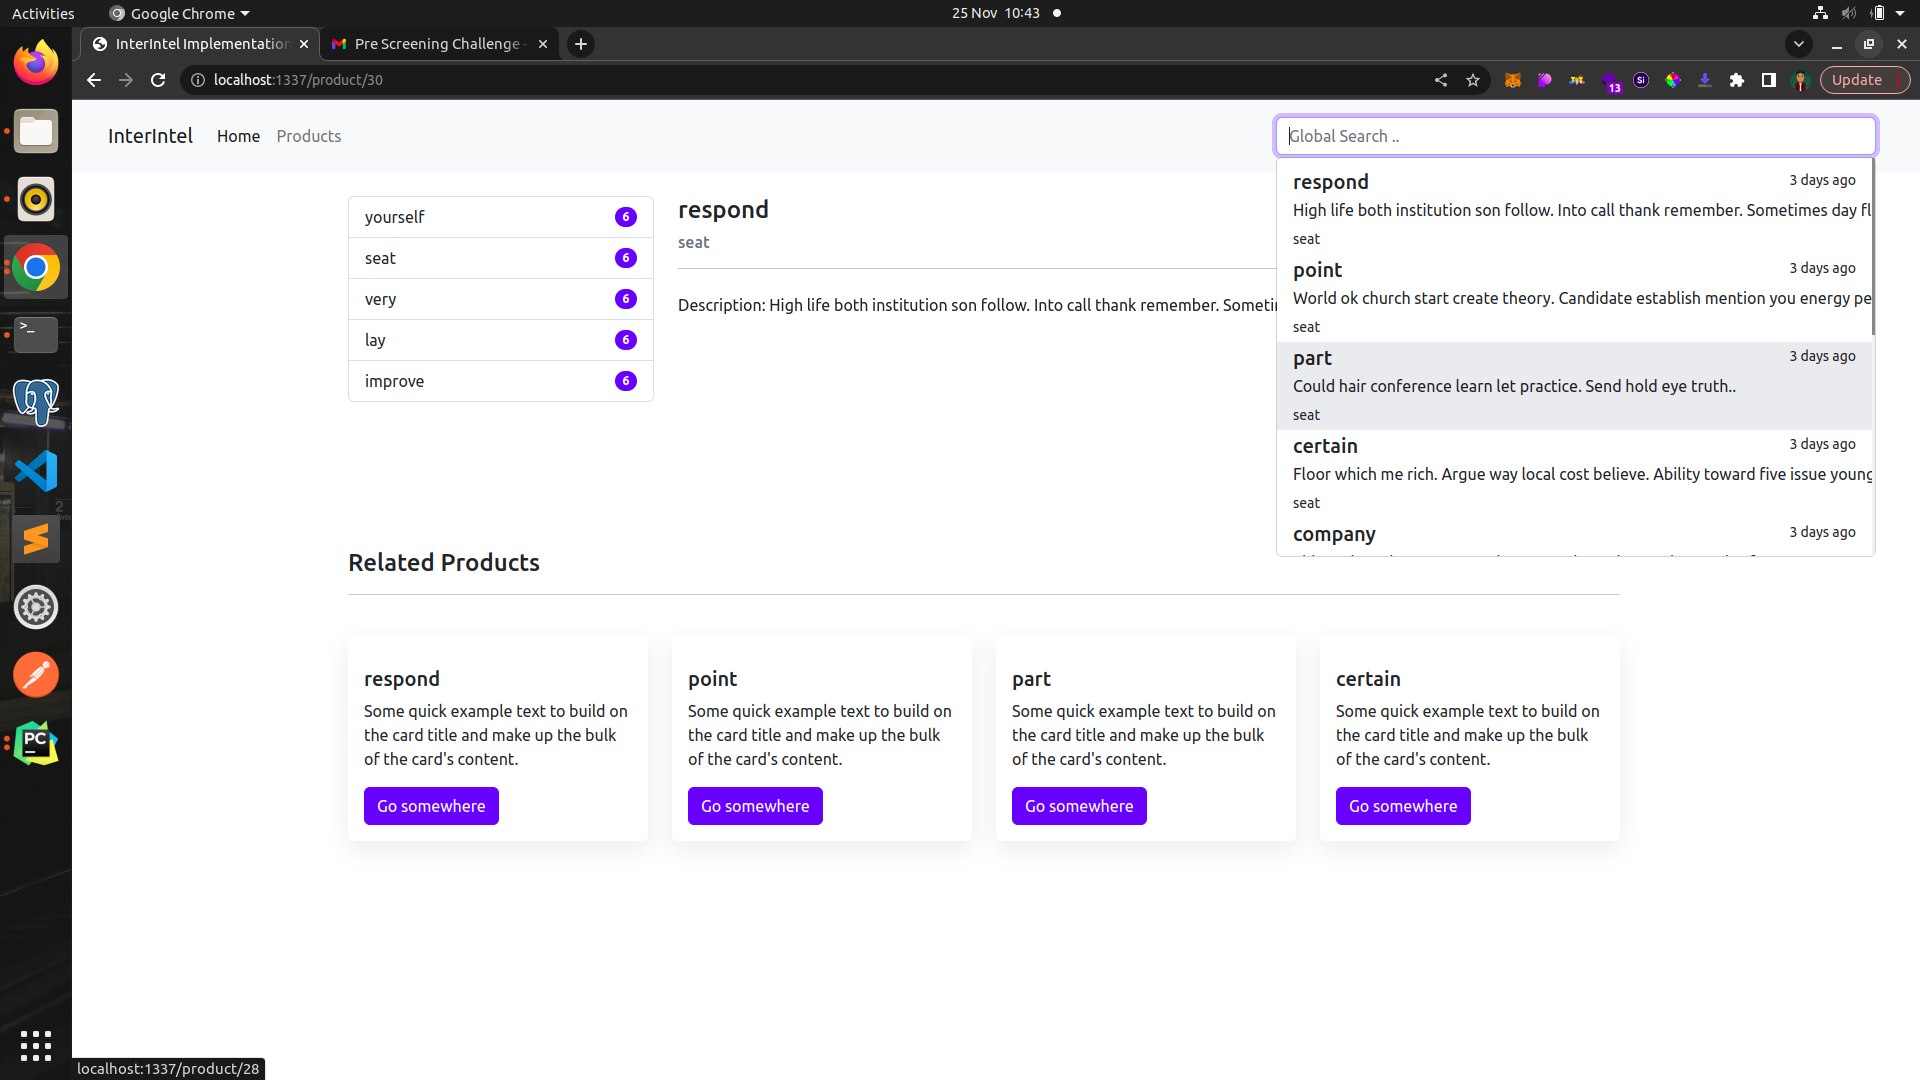 Activities
Google Chrome
25 Nov 10:43
InterIntel Implementation
Pre Screening Challenge -
localhost:1337/product/30
13
Si
Update
InterIntel
Home
Products
Global Search ..
yourself 6
seat 6
very 6
lay 6
improve 6
respond
seat
Description: High life both institution son follow. Into call thank remember.
respond 3 days ago
High life both institution son follow. Into call thank remember. Sometimes day
seat
point 3 days ago
World ok church start create theory. Candidate establish mention you energy
seat
part 3 days ago
Could hair conference learn let practice. Send hold eye truth..
seat
certain 3 days ago
Floor which me rich. Argue way local cost believe. Ability toward five issue young
seat
company 3 days ago
Related Products
respond
Some quick example text to build on
the card title and make up the bulk
of the card's content.
Go somewhere
point
Some quick example text to build on
the card title and make up the bulk
of the card's content.
Go somewhere
part
Some quick example text to build on
the card title and make up the bulk
of the card's content.
Go somewhere
certain
Some quick example text to build on
the card title and make up the bulk
of the card's content.
Go somewhere
>_
PC
localhost:1337/product/28